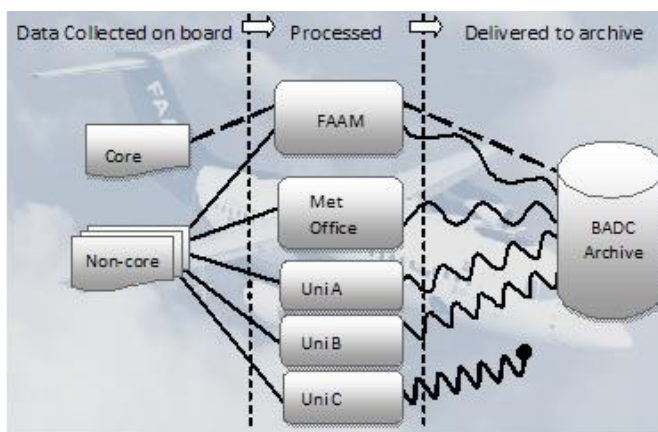 Data Collected on board
Processed
Delivered to archive
FAAM
Core
Met
Office
BADC
Archive
Non-core
Uni A
Uni B
Uni C